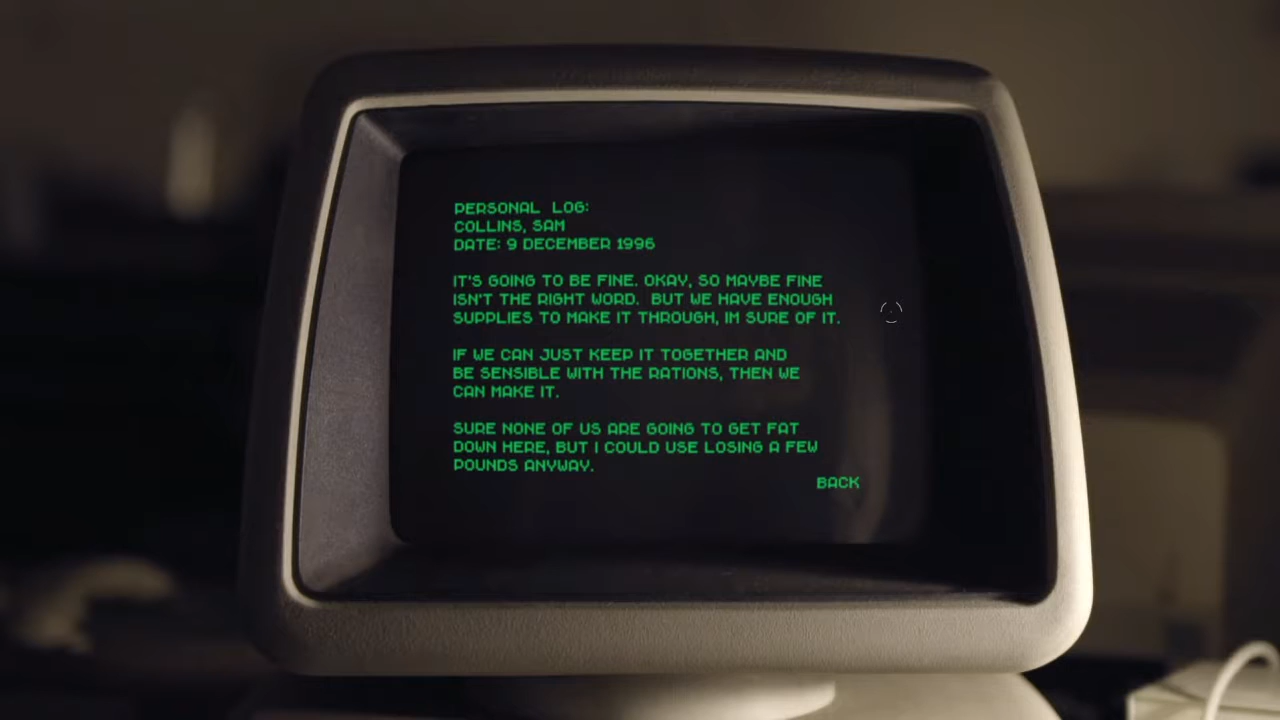 PERSONAL LOG:
COLLINS, SAM
DATE: 9 DECEMBER 1996
IT'S GOING TO BE FINE. OKAY, SO MAYBE FINE
ISN'T THE RIGHT WORD. BUT WE HAVE ENOUGH
SUPPLIES TO MAKE IT THROUGH, IM SURE OF IT.
IF WE CAN JUST KEEP IT TOGETHER AND
BE SENSIBLE WITH THE RATIONS, THEN WE
CAN MAKE IT.
SURE NONE OF US ARE GOING TO GET FAT
DOWN HERE, BUT I COULD USE LOSING A FEW
POUNDS ANYWAY.
BACK